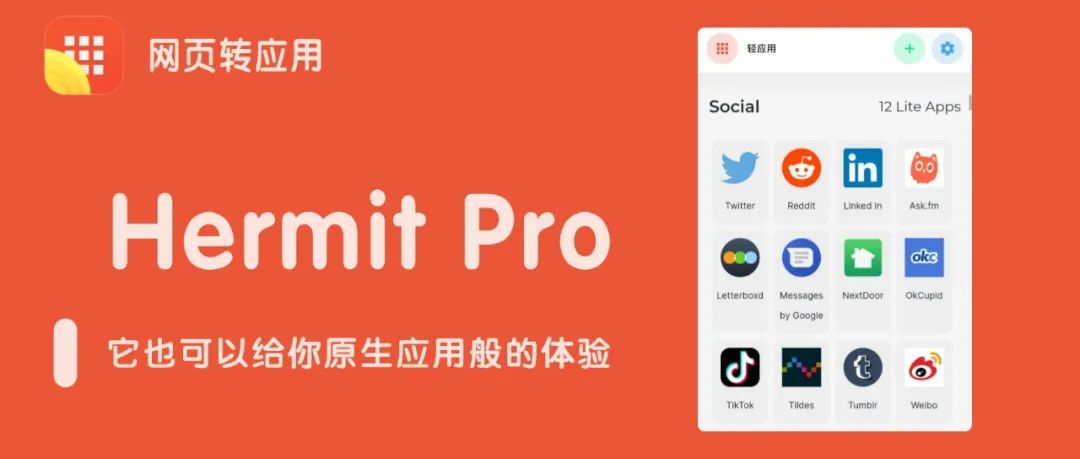 网页转应用
Hermit Pro
它也可以给你原生应用般的体验
轻应用
Social
12 Lite Apps
Twitter
Reddit
in
Linked In
Ask.fm
Letterboxd
Messages
by Google
NextDoor
okc
OkCupid
TikTok
Tildes
t
Tumblr
Weibo